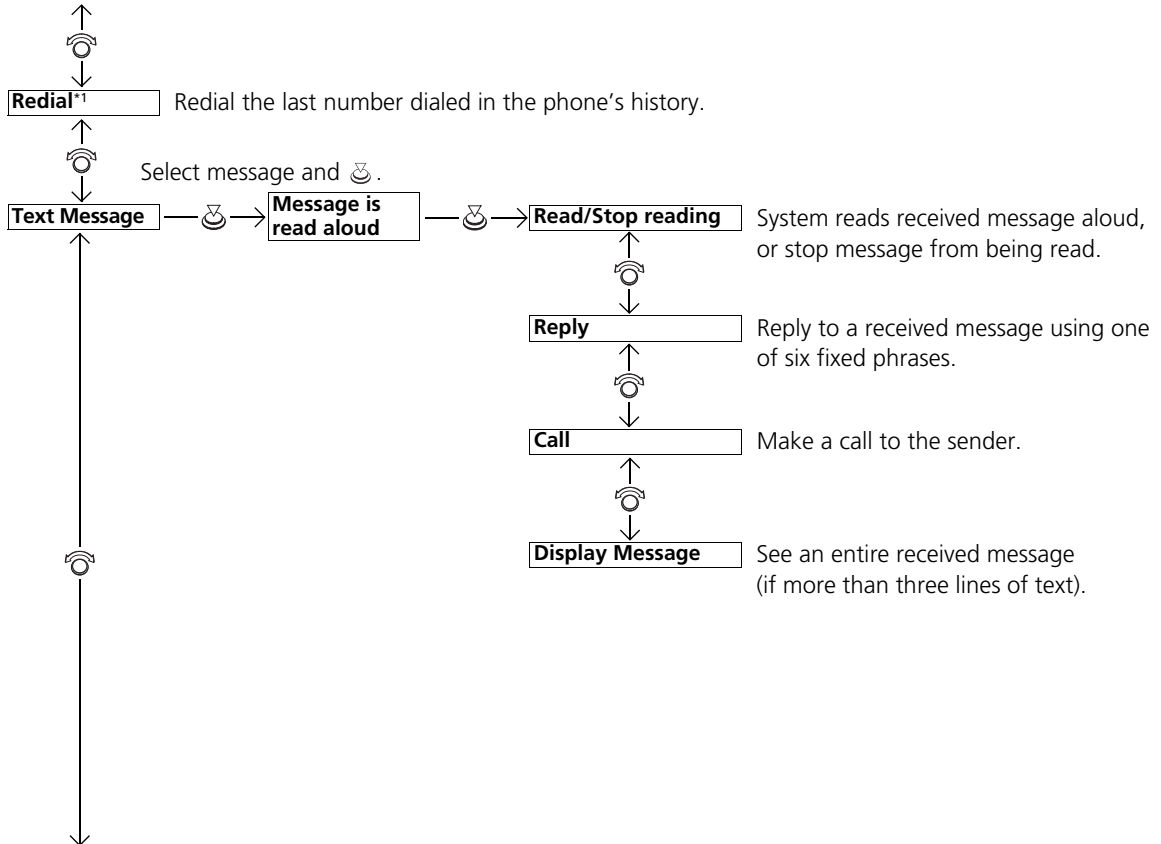 Redial*1 Redial the last number dialed in the phone's history.
Select message and .
Text Message
Message is
read aloud
Read/Stop reading
System reads received message aloud,
or stop message from being read.
Reply
Reply to a received message using one
of six fixed phrases.
Call
Make a call to the sender.
Display Message
See an entire received message
(if more than three lines of text).